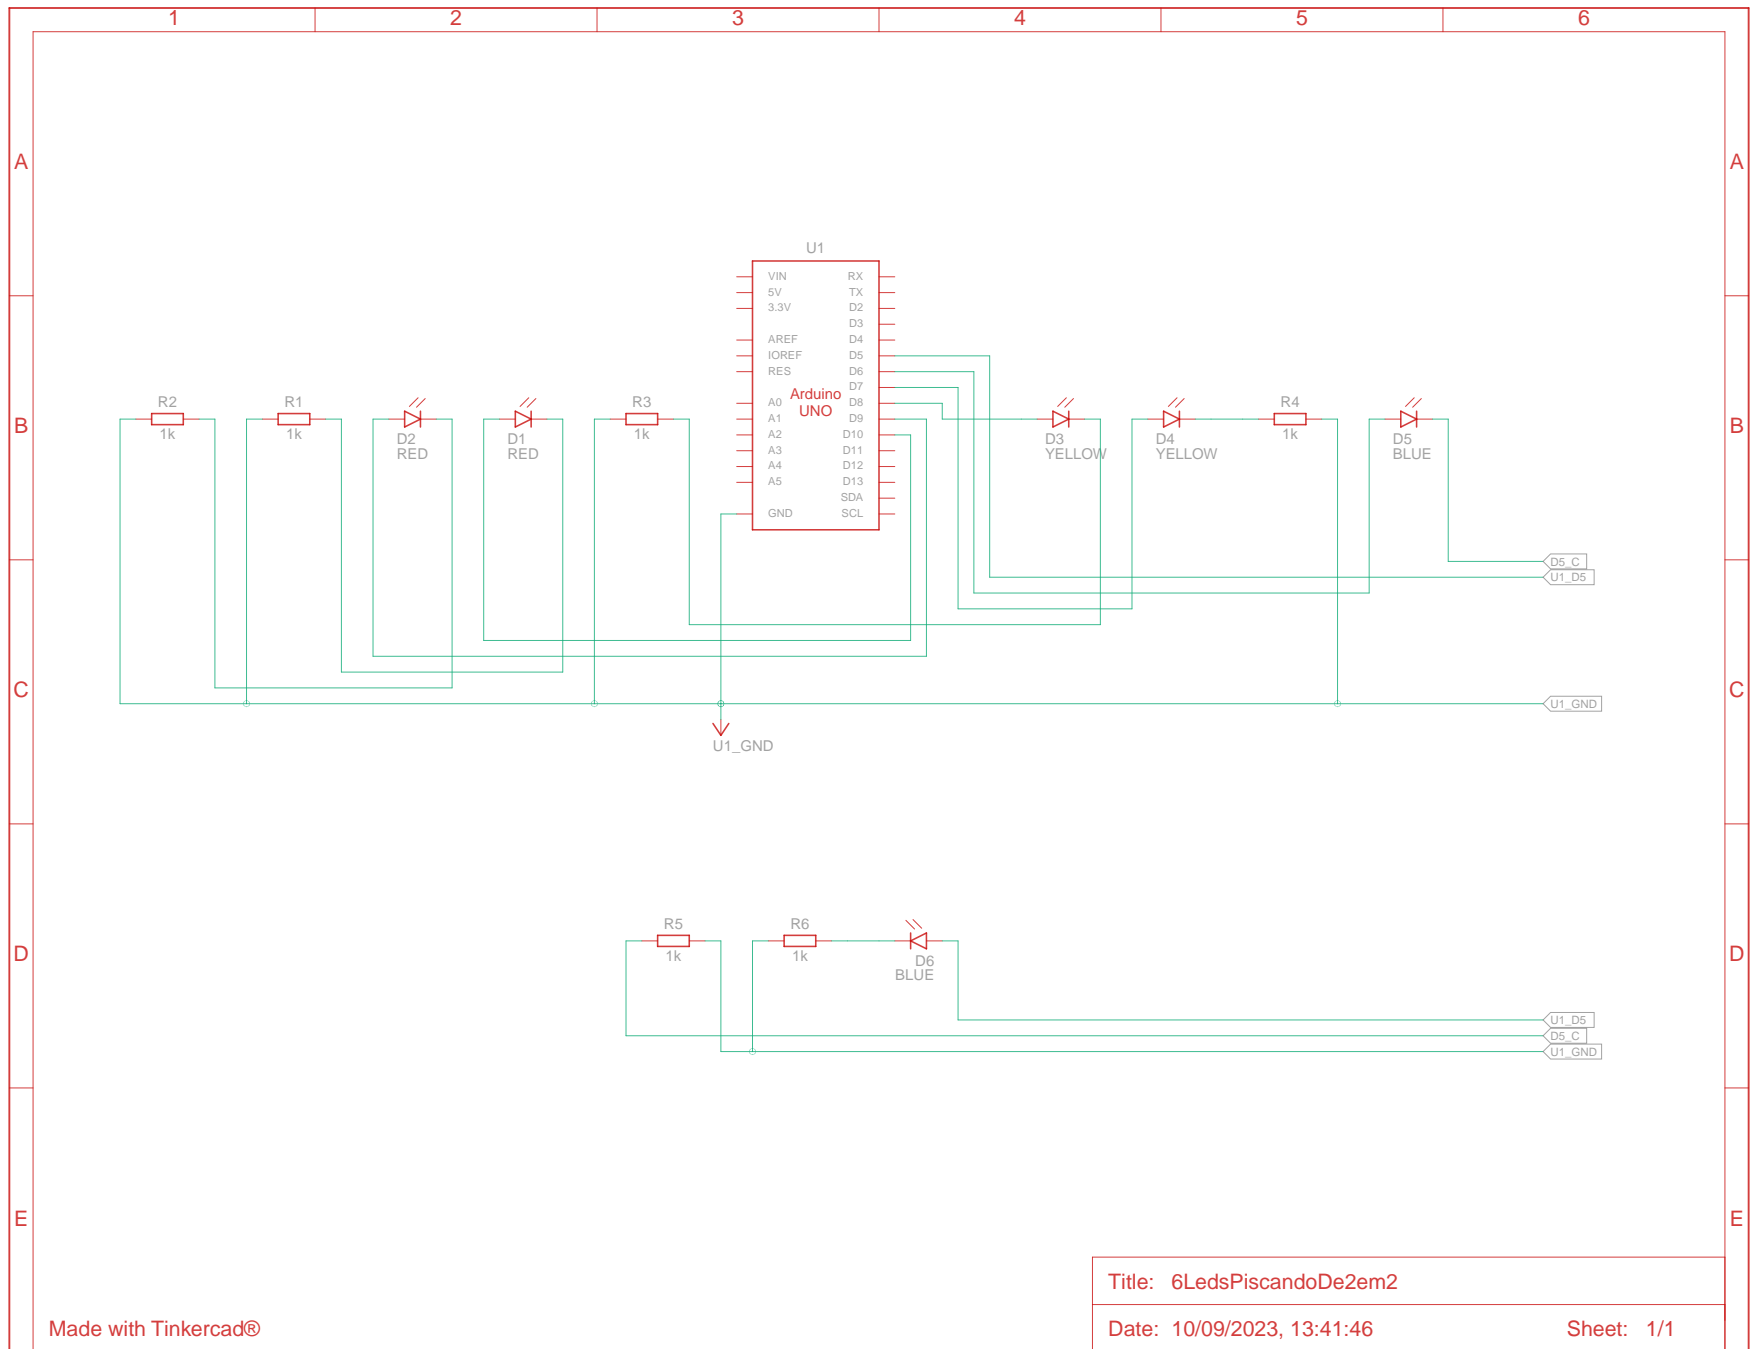 1 2 3 4 5 6
A A
U1
VIN RX
5V TX
3.3V D2
D3
AREF D4
IOREF D5
RES D6
D7
Arduino
UNO
A0 D8
A1 D9
A2 D10
A3 D11
A4 D12
A5 D13
SDA
GND SCL
B B
R2
1k
R1
1k
D2
RED
D1
RED
R3
1k
D3
YELLOW
D4
YELLOW
R4
1k
D5
BLUE
D5_C
U1_D5
C C
U1_GND
U1_GND
D D
R5
1k
R6
1k
D6
BLUE
U1_D5
D5_C
U1_GND
E E
Title: 6LedsPiscandoDe2em2
Made with Tinkercad®
Date: 10/09/2023, 13:41:46 Sheet: 1/1